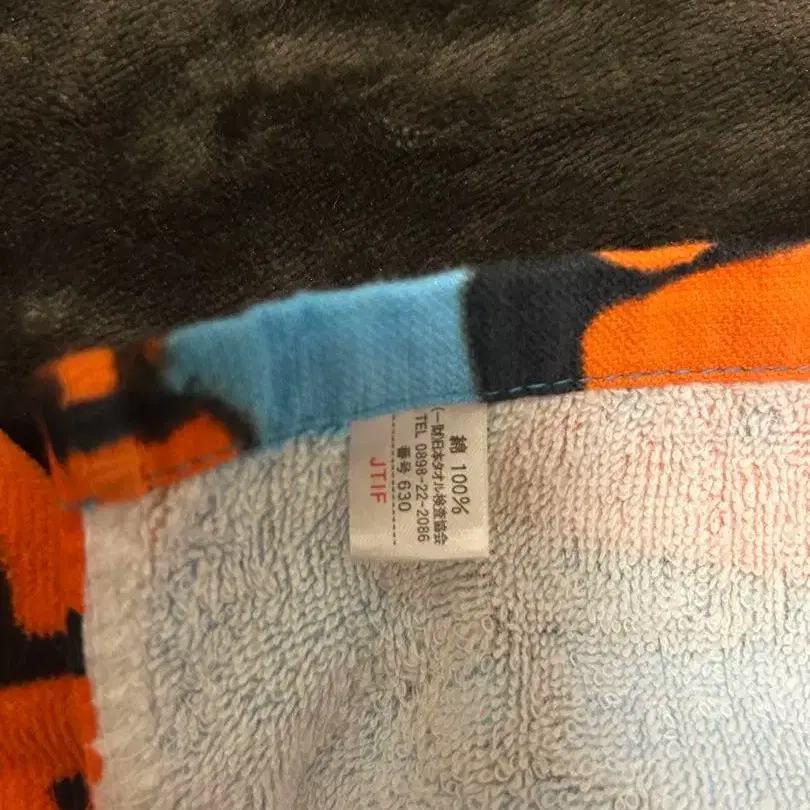 綿 100%
(一財)日本タオル検査協会
TEL 0898-22-2086
番号 630
JTIF